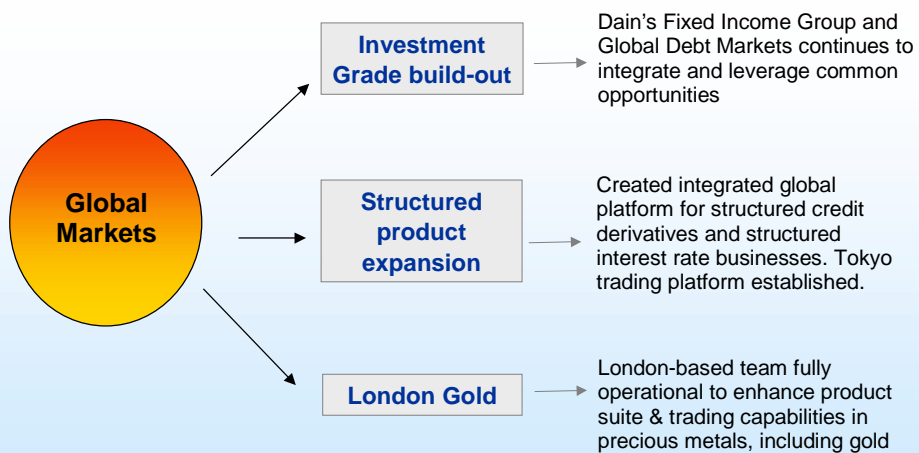 Global
Markets
Investment
Grade build-out
Dain's Fixed Income Group and
Global Debt Markets continues to
integrate and leverage common
opportunities
Structured
product
expansion
Created integrated global
platform for structured credit
derivatives and structured
interest rate businesses. Tokyo
trading platform established.
London Gold
London-based team fully
operational to enhance product
suite & trading capabilities in
precious metals, including gold